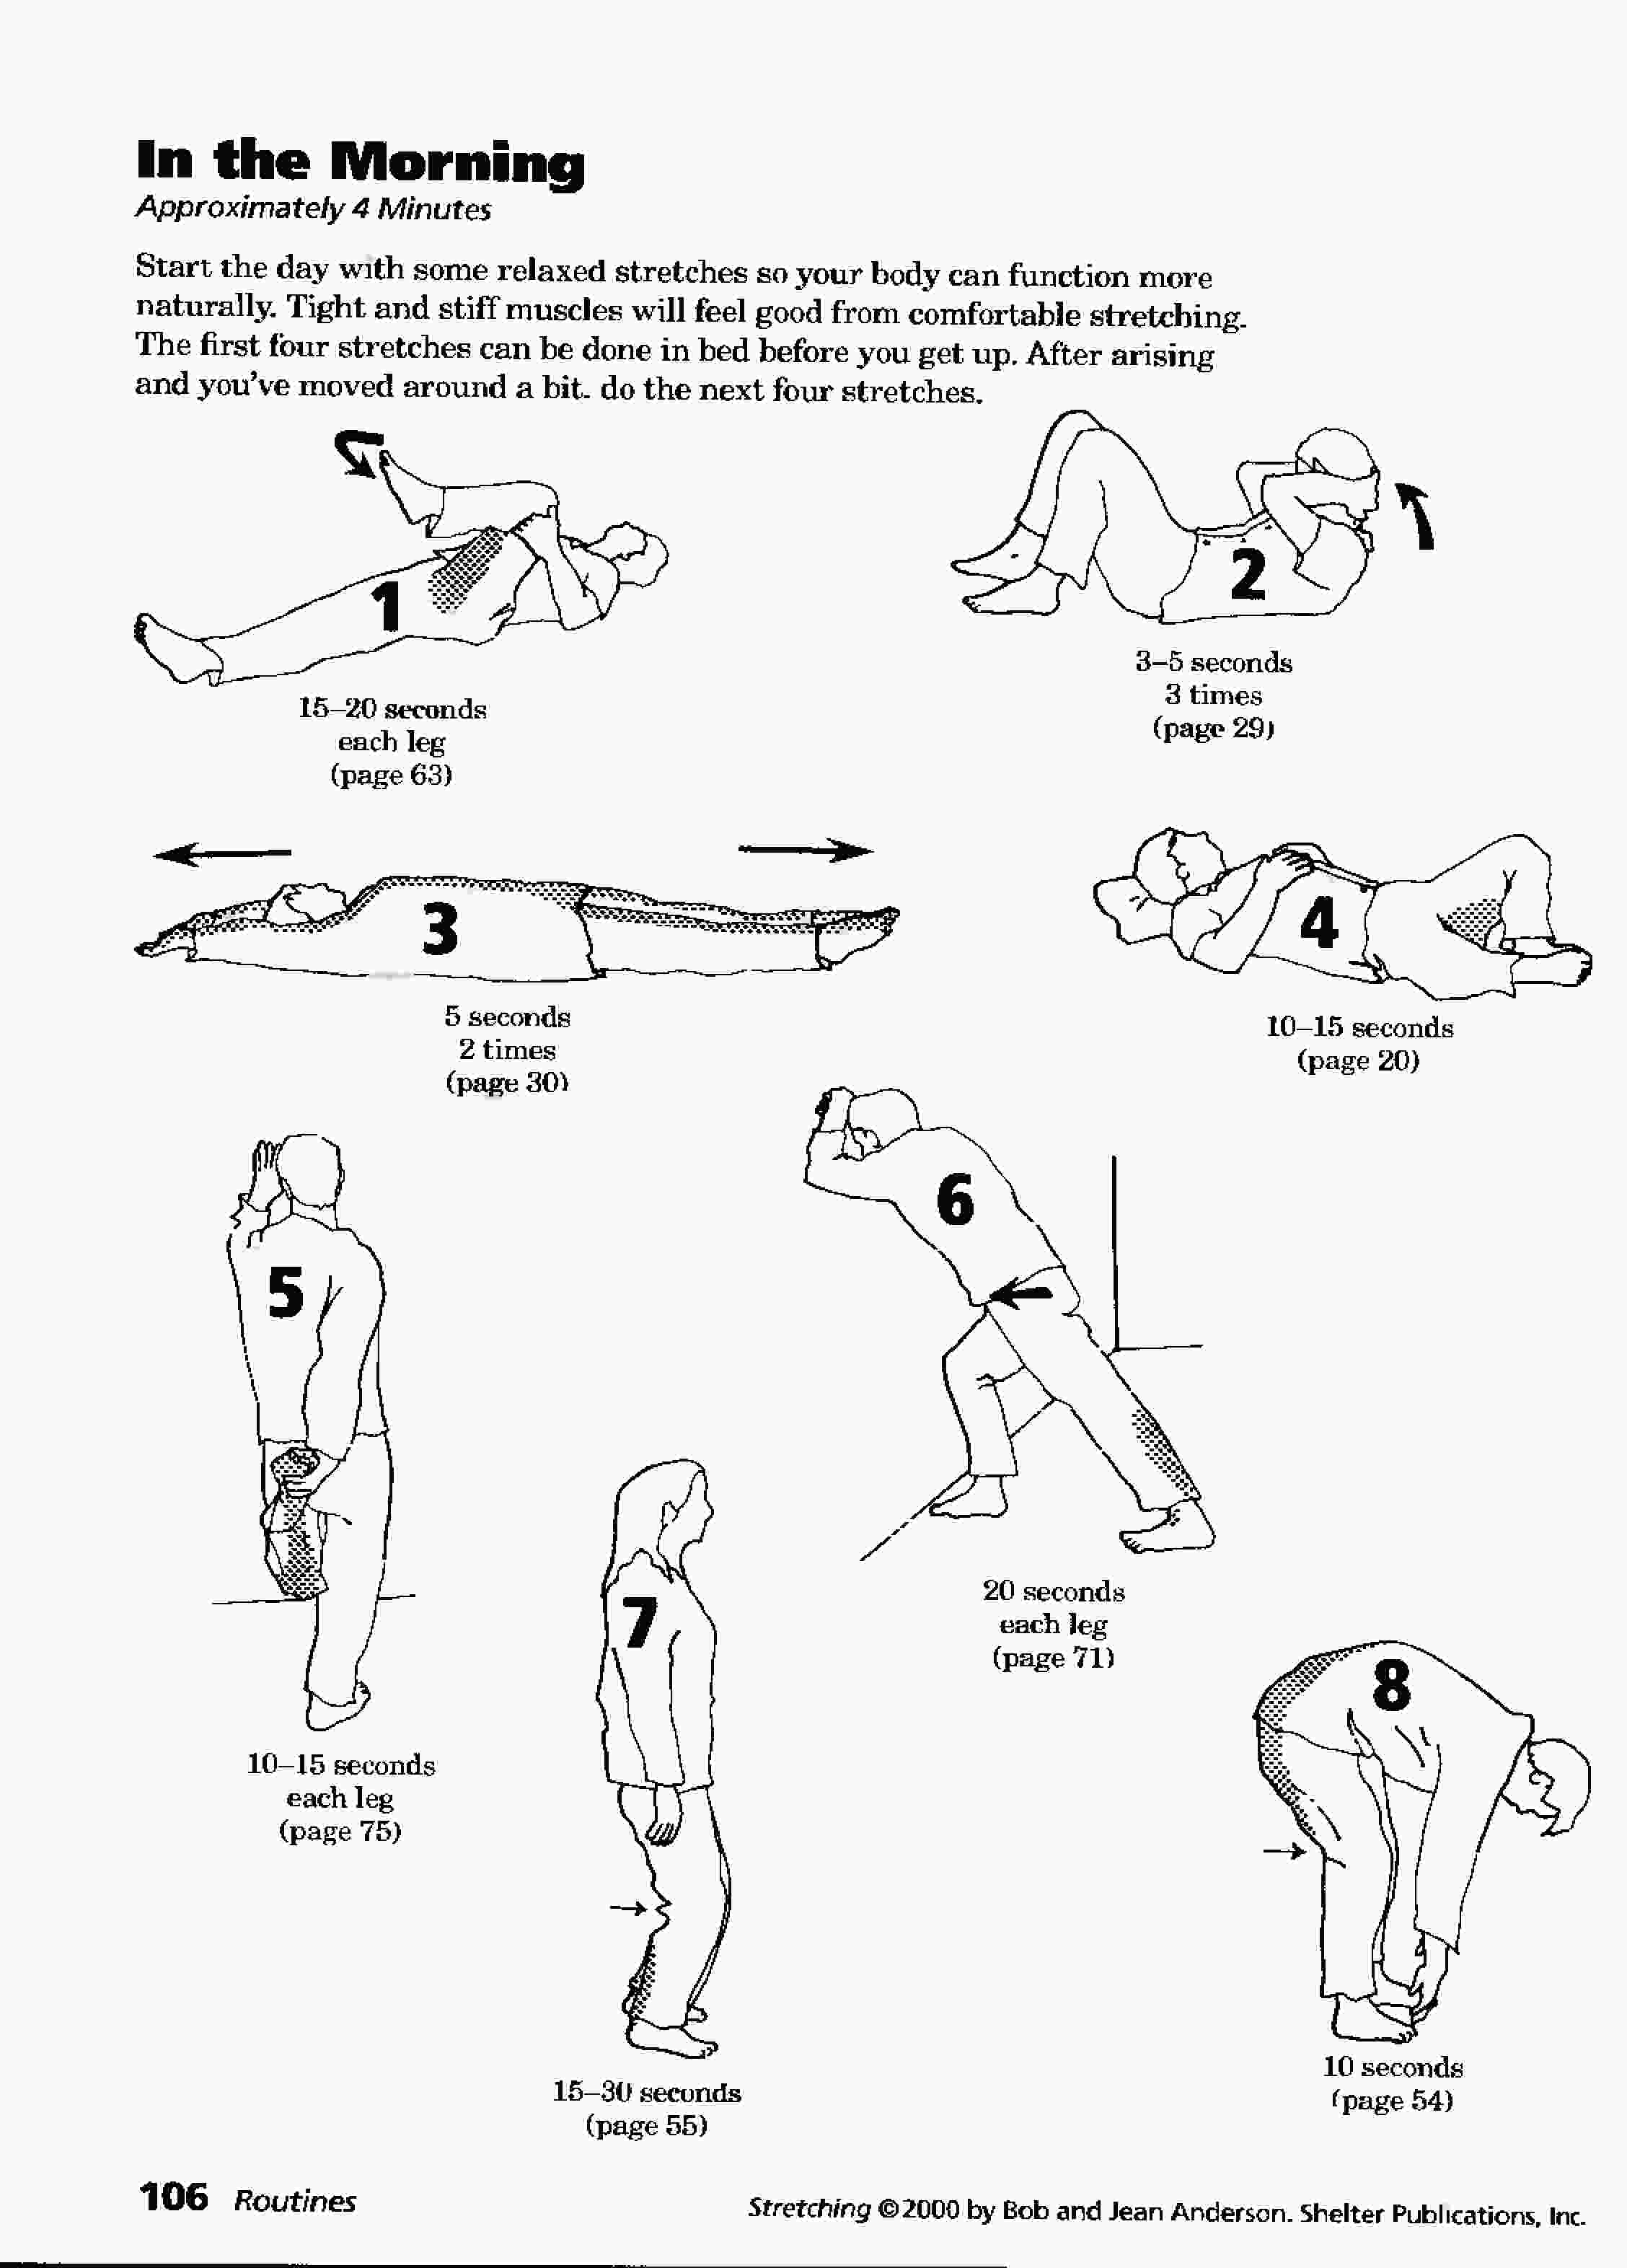 In the Morning
Approximately 4 Minutes
Start the day with some relaxed stretches so your body can function more
naturally. Tight and stiff muscles will feel good from comfortable stretching.
The first four stretches can be done in bed before you get up. After arising
and you've moved around a bit. do the next four stretches.
1
15–20 seconds
each leg
(page 63)
2
3–5 seconds
3 times
(page 29)
3
5 seconds
2 times
(page 30)
4
10–15 seconds
(page 20)
5
10–15 seconds
each leg
(page 75)
6
20 seconds
each leg
(page 71)
7
15–30 seconds
(page 55)
8
10 seconds
(page 54)
106 Routines
Stretching ©2000 by Bob and Jean Anderson. Shelter Publications, Inc.